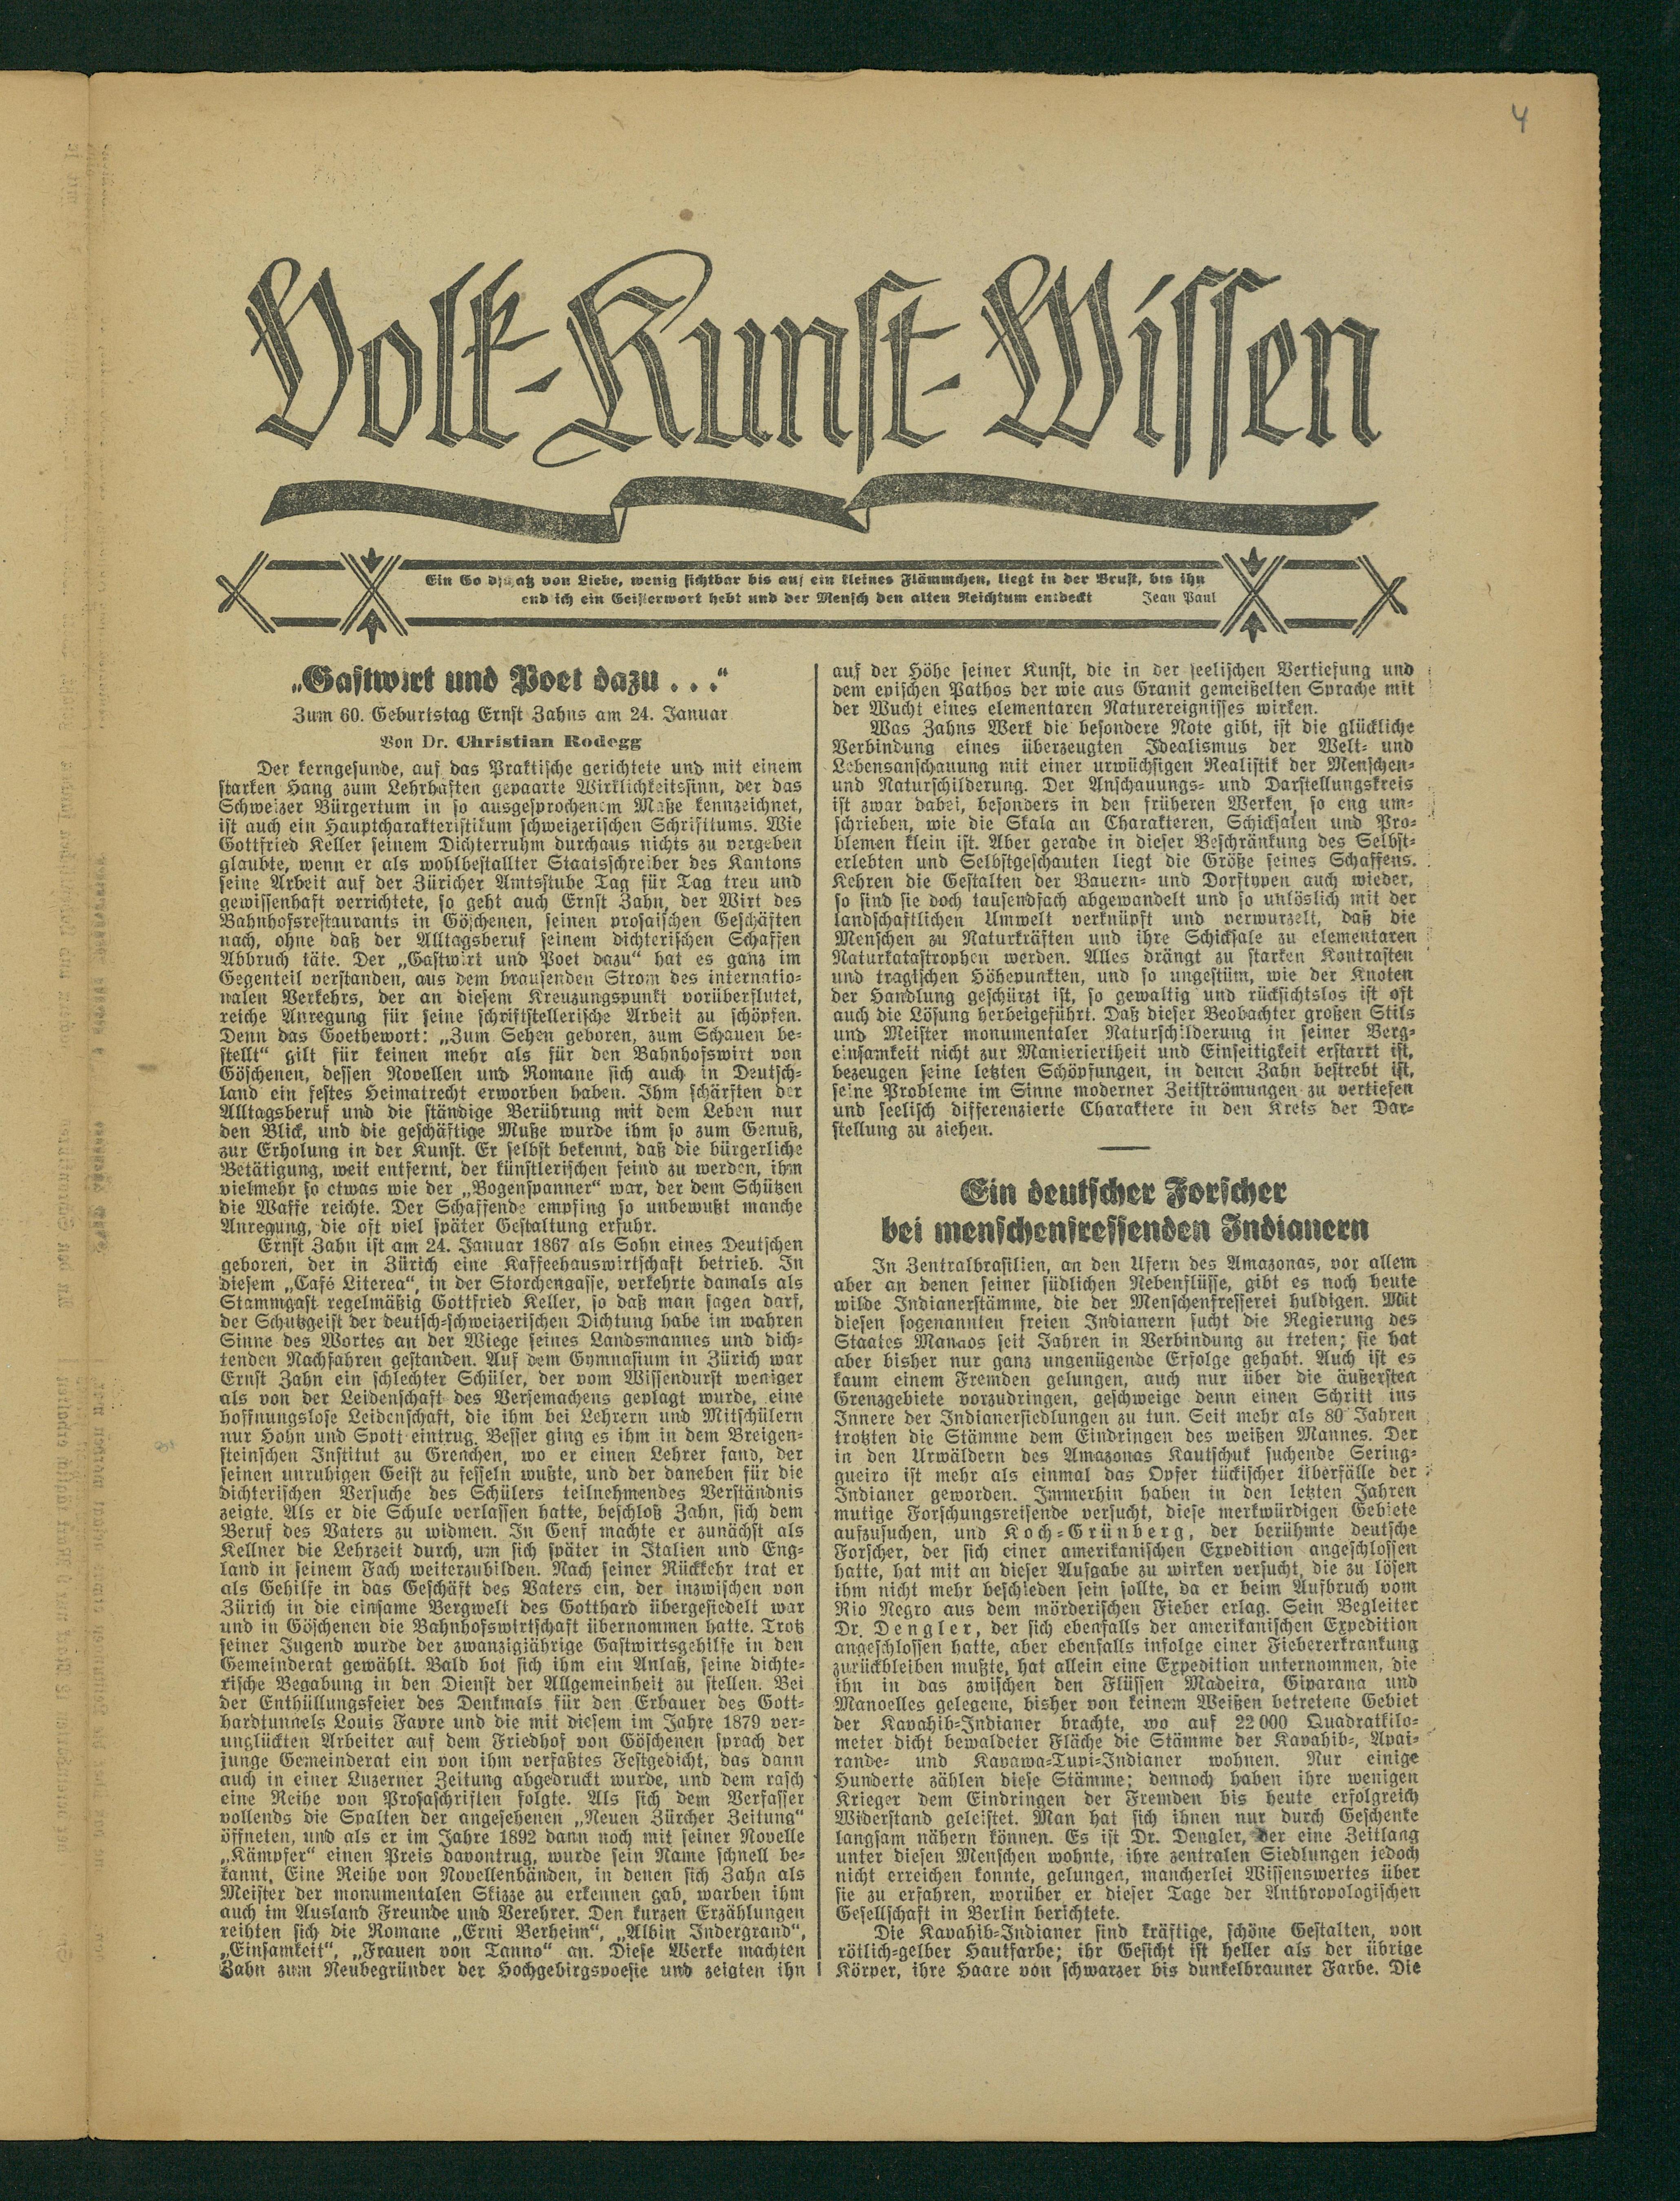 4
Volk-Kunst-Wissen
Ein Go dschatz von Liebe, wenig sichtbar bis auf ein kleines Flämmchen, liegt in der Brust, bis ihn
end ich ein Geisterwort hebt und der Mensch den alten Reichtum entdeckt Jean Paul
„Gastwirt und Poet dazu . . .“
Zum 60. Geburtstag Ernst Zahns am 24. Januar
Von Dr. Christian Rodegg
Der kerngesunde, auf das Praktische gerichtete und mit einem
starken Hang zum Lehrhaften gepaarte Wirklichkeitssinn, der das
Schweizer Bürgertum in so ausgesprochenem Maße kennzeichnet,
ist auch ein Hauptcharakteristikum schweizerischen Schrifttums. Wie
Gottfried Keller seinem Dichterruhm durchaus nichts zu vergeben
glaubte, wenn er als wohlbestallter Staatsschreiber des Kantons
seine Arbeit auf der Züricher Amtsstube Tag für Tag treu und
gewissenhaft verrichtete, so geht auch Ernst Zahn, der Wirt des
Bahnhofsrestaurants in Göschenen, seinen prosaischen Geschäften
nach, ohne daß der Alltagsberuf seinem dichterischen Schaffen
Abbruch täte. Der „Gastwirt und Poet dazu“ hat es ganz im
Gegenteil verstanden, aus dem brausenden Strom des internatio-
nalen Verkehrs, der an diesem Kreuzungspunkt vorüberflutet,
reiche Anregung für seine schriftstellerische Arbeit zu schöpfen.
Denn das Goethewort: „Zum Sehen geboren, zum Schauen be-
stellt“ gilt für keinen mehr als für den Bahnhofswirt von
Göschenen, dessen Novellen und Romane sich auch in Deutsch-
land ein festes Heimatrecht erworben haben. Ihm schärften der
Alltagsberuf und die ständige Berührung mit dem Leben nur
den Blick, und die geschäftige Muße wurde ihm so zum Genuß,
zur Erholung in der Kunst. Er selbst bekennt, daß die bürgerliche
Betätigung, weit entfernt, der künstlerischen feind zu werden, ihm
vielmehr so etwas wie der „Bogenspanner“ war, der dem Schützen
die Waffe reichte. Der Schaffende empfing so unbewußt manche
Anregung, die oft viel später Gestaltung erfuhr.
Ernst Zahn ist am 24. Januar 1867 als Sohn eines Deutschen
geboren, der in Zürich eine Kaffeehauswirtschaft betrieb. In
diesem „Café Literea“, in der Storchengasse, verkehrte damals als
Stammgast regelmäßig Gottfried Keller, so daß man sagen darf,
der Schutzgeist der deutsch-schweizerischen Dichtung habe im wahren
Sinne des Wortes an der Wiege seines Landsmannes und dich-
tenden Nachfahren gestanden. Auf dem Gymnasium in Zürich war
Ernst Zahn ein schlechter Schüler, der vom Wissendurst weniger
als von der Leidenschaft des Versemachens geplagt wurde, eine
hoffnungslose Leidenschaft, die ihm bei Lehrern und Mitschülern
nur Hohn und Spott eintrug. Besser ging es ihm in dem Breigen-
steinschen Institut zu Grenchen, wo er einen Lehrer fand, der
seinen unruhigen Geist zu fesseln wußte, und der daneben für die
dichterischen Versuche des Schülers teilnehmendes Verständnis
zeigte. Als er die Schule verlassen hatte, beschloß Zahn, sich dem
Beruf des Vaters zu widmen. In Genf machte er zunächst als
Kellner die Lehrzeit durch, um sich später in Italien und Eng-
land in seinem Fach weiterzubilden. Nach seiner Rückkehr trat er
als Gehilfe in das Geschäft des Vaters ein, der inzwischen von
Zürich in die einsame Bergwelt des Gotthard übergesiedelt war
und in Göschenen die Bahnhofswirtschaft übernommen hatte. Trotz
seiner Jugend wurde der zwanzigjährige Gastwirtsgehilfe in den
Gemeinderat gewählt. Bald bot sich ihm ein Anlaß, seine dichte-
rische Begabung in den Dienst der Allgemeinheit zu stellen. Bei
der Enthüllungsfeier des Denkmals für den Erbauer des Gott-
hardtunnels Louis Favre und die mit diesem im Jahre 1879 ver-
unglückten Arbeiter auf dem Friedhof von Göschenen sprach der
junge Gemeinderat ein von ihm verfaßtes Festgedicht, das dann
auch in einer Luzerner Zeitung abgedruckt wurde, und dem rasch
eine Reihe von Prosaschriften folgte. Als sich dem Verfasser
vollends die Spalten der angesehenen „Neuen Zürcher Zeitung“
öffneten, und als er im Jahre 1892 dann noch mit seiner Novelle
„Kämpfer“ einen Preis davontrug, wurde sein Name schnell be-
kannt. Eine Reihe von Novellenbänden, in denen sich Zahn als
Meister der monumentalen Skizze zu erkennen gab, warben ihm
auch im Ausland Freunde und Verehrer. Den kurzen Erzählungen
reihten sich die Romane „Erni Berheim“, „Albin Indergrand“,
„Einsamkeit“, „Frauen von Tanno“ an. Diese Werke machten
Zahn zum Neubegründer der Hochgebirgspoesie und zeigten ihn
auf der Höhe seiner Kunst, die in der seelischen Vertiefung und
dem epischen Pathos der wie aus Granit gemeißelten Sprache mit
der Wucht eines elementaren Naturereignisses wirken.
Was Zahns Werk die besondere Note gibt, ist die glückliche
Verbindung eines überzeugten Idealismus der Welt- und
Lebensanschauung mit einer urwüchsigen Realistik der Menschen-
und Naturschilderung. Der Anschauungs- und Darstellungskreis
ist zwar dabei, besonders in den früheren Werken, so eng um-
schrieben, wie die Skala an Charakteren, Schicksalen und Pro-
blemen klein ist. Aber gerade in dieser Beschränkung des Selbst-
erlebten und Selbstgeschauten liegt die Größe seines Schaffens.
Kehren die Gestalten der Bauern- und Dorftypen auch wieder,
so sind sie doch tausendfach abgewandelt und so unlöslich mit der
landschaftlichen Umwelt verknüpft und verwurzelt, daß die
Menschen zu Naturkräften und ihre Schicksale zu elementaren
Naturkatastrophen werden. Alles drängt zu starken Kontrasten
und tragischen Höhepunkten, und so ungestüm, wie der Knoten
der Handlung geschürzt ist, so gewaltig und rücksichtslos ist oft
auch die Lösung herbeigeführt. Daß dieser Beobachter großen Stils
und Meister monumentaler Naturschilderung in seiner Berg-
einsamkeit nicht zur Manieriertheit und Einseitigkeit erstarrt ist,
bezeugen seine letzten Schöpfungen, in denen Zahn bestrebt ist,
seine Probleme im Sinne moderner Zeitströmungen zu vertiefen
und seelisch differenzierte Charaktere in den Kreis der Dar-
stellung zu ziehen.
Ein deutscher Forscher
bei menschenfressenden Indianern
In Zentralbrasilien, an den Ufern des Amazonas, vor allem
aber an denen seiner südlichen Nebenflüsse, gibt es noch heute
wilde Indianerstämme, die der Menschenfresserei huldigen. Mit
diesen sogenannten freien Indianern sucht die Regierung des
Staates Manaos seit Jahren in Verbindung zu treten; sie hat
aber bisher nur ganz ungenügende Erfolge gehabt. Auch ist es
kaum einem Fremden gelungen, auch nur über die äußersten
Grenzgebiete vorzudringen, geschweige denn einen Schritt ins
Innere der Indianersiedlungen zu tun. Seit mehr als 80 Jahren
trotzten die Stämme dem Eindringen des weißen Mannes. Der
in den Urwäldern des Amazonas Kautschuk suchende Sering-
gueiro ist mehr als einmal das Opfer tückischer Überfälle der
Indianer geworden. Immerhin haben in den letzten Jahren
mutige Forschungsreisende versucht, diese merkwürdigen Gebiete
aufzusuchen, und Koch-Grünberg, der berühmte deutsche
Forscher, der sich einer amerikanischen Expedition angeschlossen
hatte, hat mit an dieser Aufgabe zu wirken versucht, die zu lösen
ihm nicht mehr beschieden sein sollte, da er beim Aufbruch vom
Rio Negro aus dem mörderischen Fieber erlag. Sein Begleiter
Dr. Dengler, der sich ebenfalls der amerikanischen Expedition
angeschlossen hatte, aber ebenfalls infolge einer Fiebererkrankung
zurückbleiben mußte, hat allein eine Expedition unternommen, die
ihn in das zwischen den Flüssen Madeira, Giparana und
Manoelles gelegene, bisher von keinem Weißen betretene Gebiet
der Kavahib-Indianer brachte, wo auf 22 000 Quadratkilo-
meter dicht bewaldeter Fläche die Stämme der Kavahib-, Apai-
rande- und Kavawa-Tupi-Indianer wohnen. Nur einige
Hunderte zählen diese Stämme; dennoch haben ihre wenigen
Krieger dem Eindringen der Fremden bis heute erfolgreich
Widerstand geleistet. Man hat sich ihnen nur durch Geschenke
langsam nähern können. Es ist Dr. Dengler, der eine Zeitlang
unter diesen Menschen wohnte, ihre zentralen Siedlungen jedoch
nicht erreichen konnte, gelungen, mancherlei Wissenswertes über
sie zu erfahren, worüber er dieser Tage der Anthropologischen
Gesellschaft in Berlin berichtete.
Die Kavahib-Indianer sind kräftige, schöne Gestalten, von
rötlich-gelber Hautfarbe; ihr Gesicht ist heller als der übrige
Körper, ihre Haare von schwarzer bis dunkelbrauner Farbe. Die